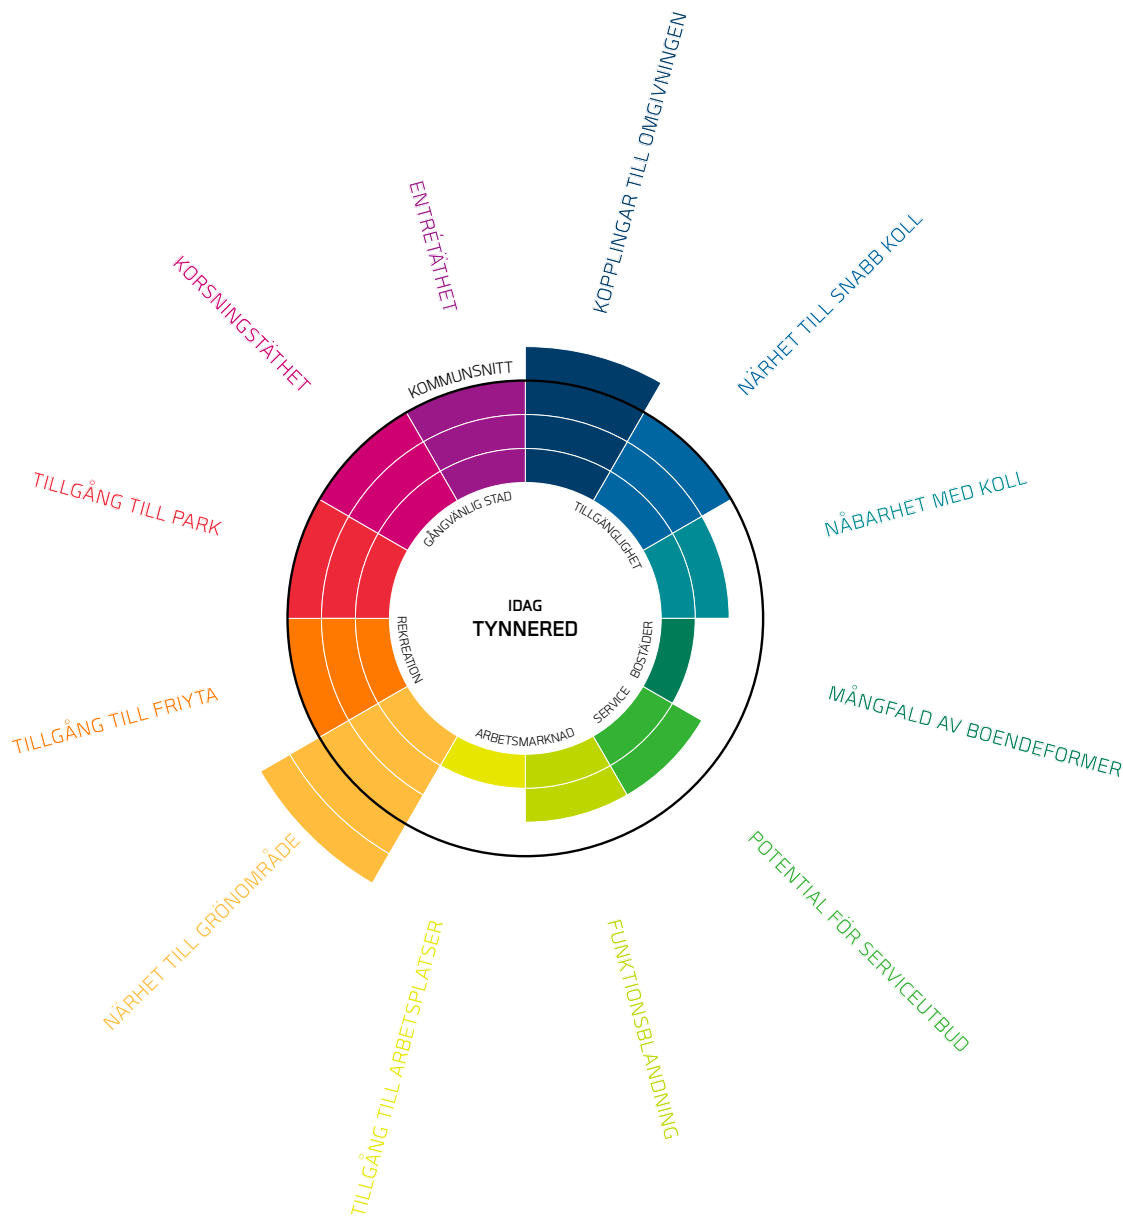 KOPPLINGAR TILL OMGIVNINGEN
NÄRHET TILL SNABB KOLL
NÅBARHET MED KOLL
MÅNGFALD AV BOENDEFORMER
POTENTIAL FÖR SERVICEUTBUD
FUNKTIONSBLANDNING
TILLGÅNG TILL ARBETSPLATSER
NÄRHET TILL GRÖNOMRÅDE
TILLGÅNG TILL FRIYTA
TILLGÅNG TILL PARK
KORSNINGSTÄTHET
ENTRÉTÄTHET
KOMMUNSNITT
GÅNGVÄNLIG STAD
TILLGÄNGLIGHET
BOSTÄDER
SERVICE
ARBETSMARKNAD
REKREATION
IDAG
TYNNERED